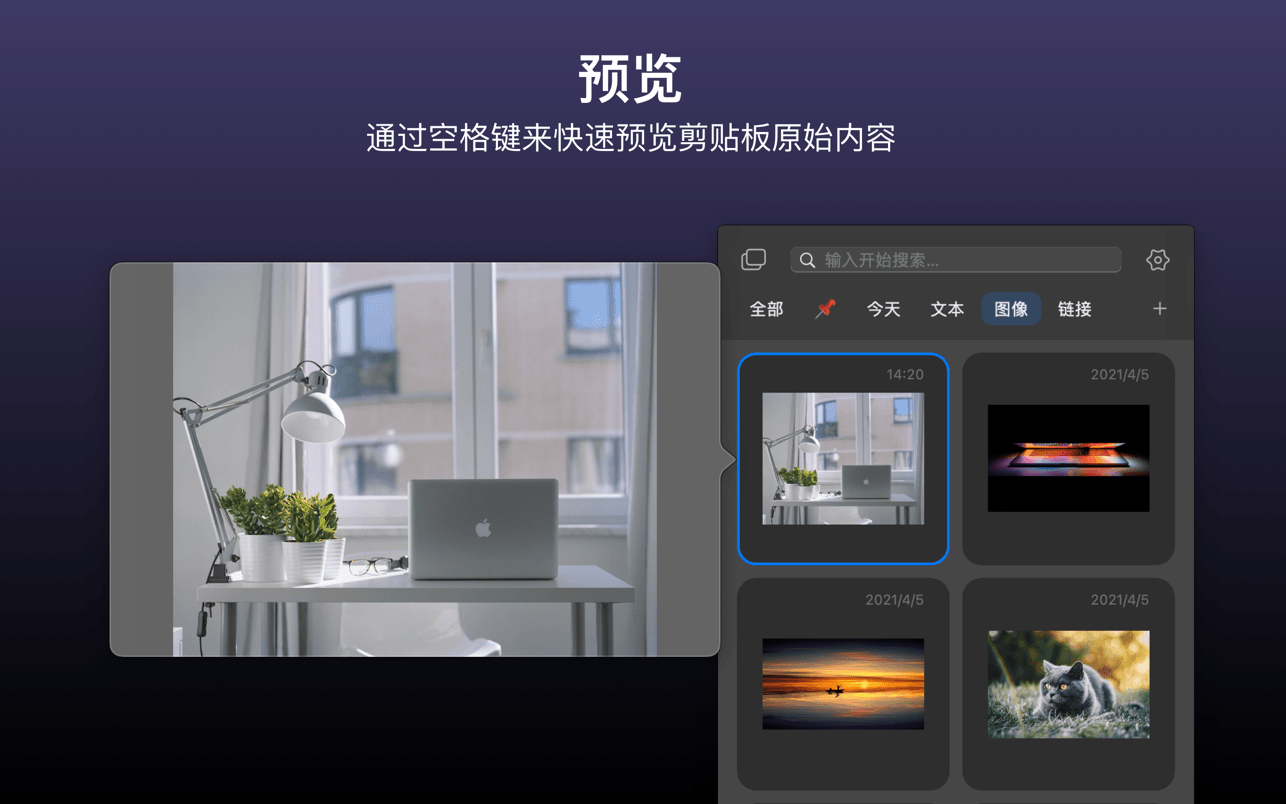 预览
通过空格键来快速预览剪贴板原始内容
输入开始搜索...
全部 今天 文本 图像 链接
14:20 2021/4/5
2021/4/5 2021/4/5